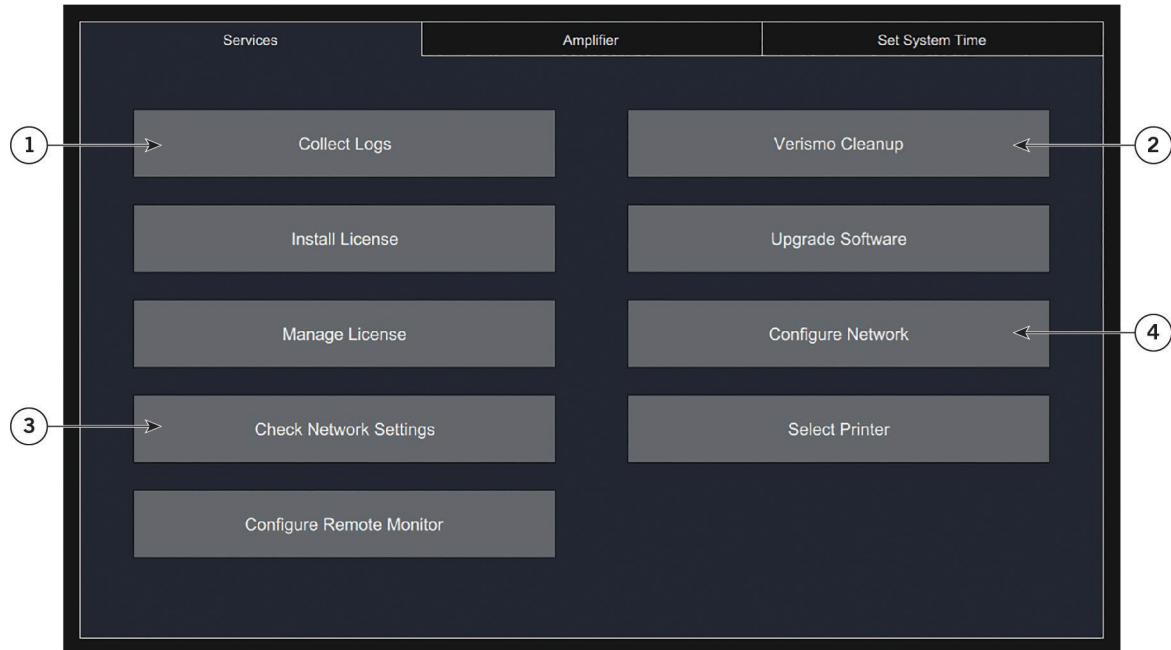 Services
Amplifier
Set System Time
1
Collect Logs
Verismo Cleanup
2
Install License
Upgrade Software
Manage License
Configure Network
4
3
Check Network Settings
Select Printer
Configure Remote Monitor